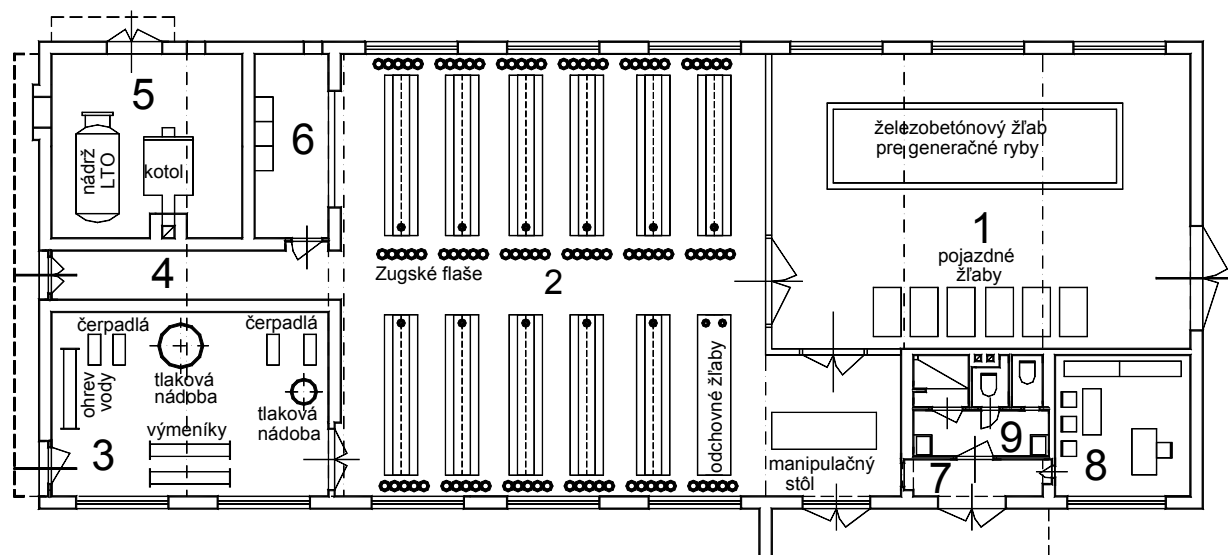 5
6
nádrž
LTO
kotol
železobetónový žľab
pre generačné ryby
1
pojazdné
žľaby
4
Zugské flaše
2
čerpadlá
čerpadlá
ohrev
vody
tlaková
nádoba
tlaková
nádoba
výmeníky
3
odchovné žľaby
manipulačný
stôl
7
9
8